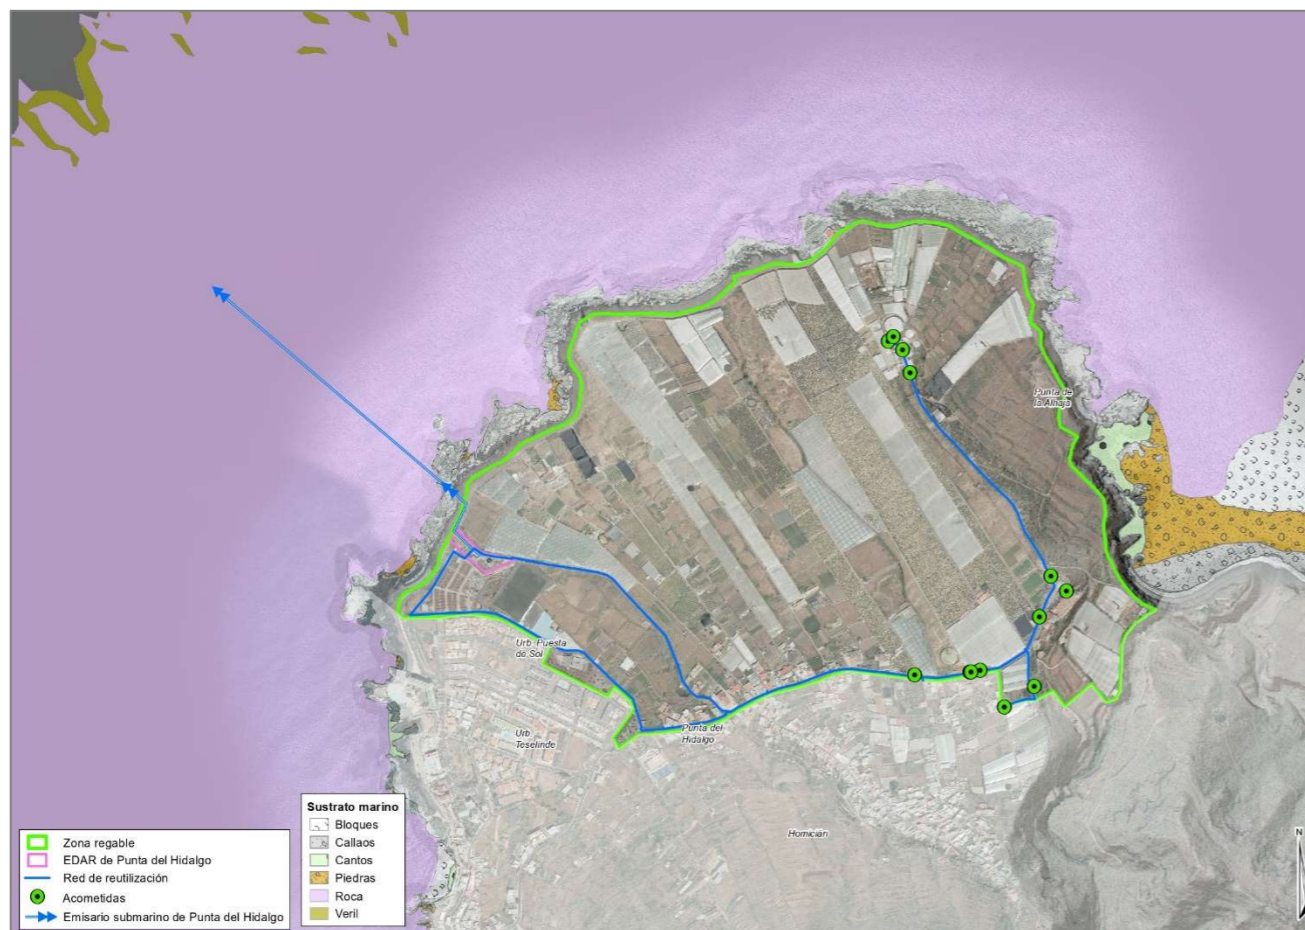 Punta de
la Alhaja
Urb. Puesta
de Sol
Urb.
Teselinde
Punta del
Hidalgo
Homicián
Zona regable
EDAR de Punta del Hidalgo
Red de reutilización
Acometidas
Emisario submarino de Punta del Hidalgo
Sustrato marino
Bloques
Callaos
Cantos
Piedras
Roca
Veril
N